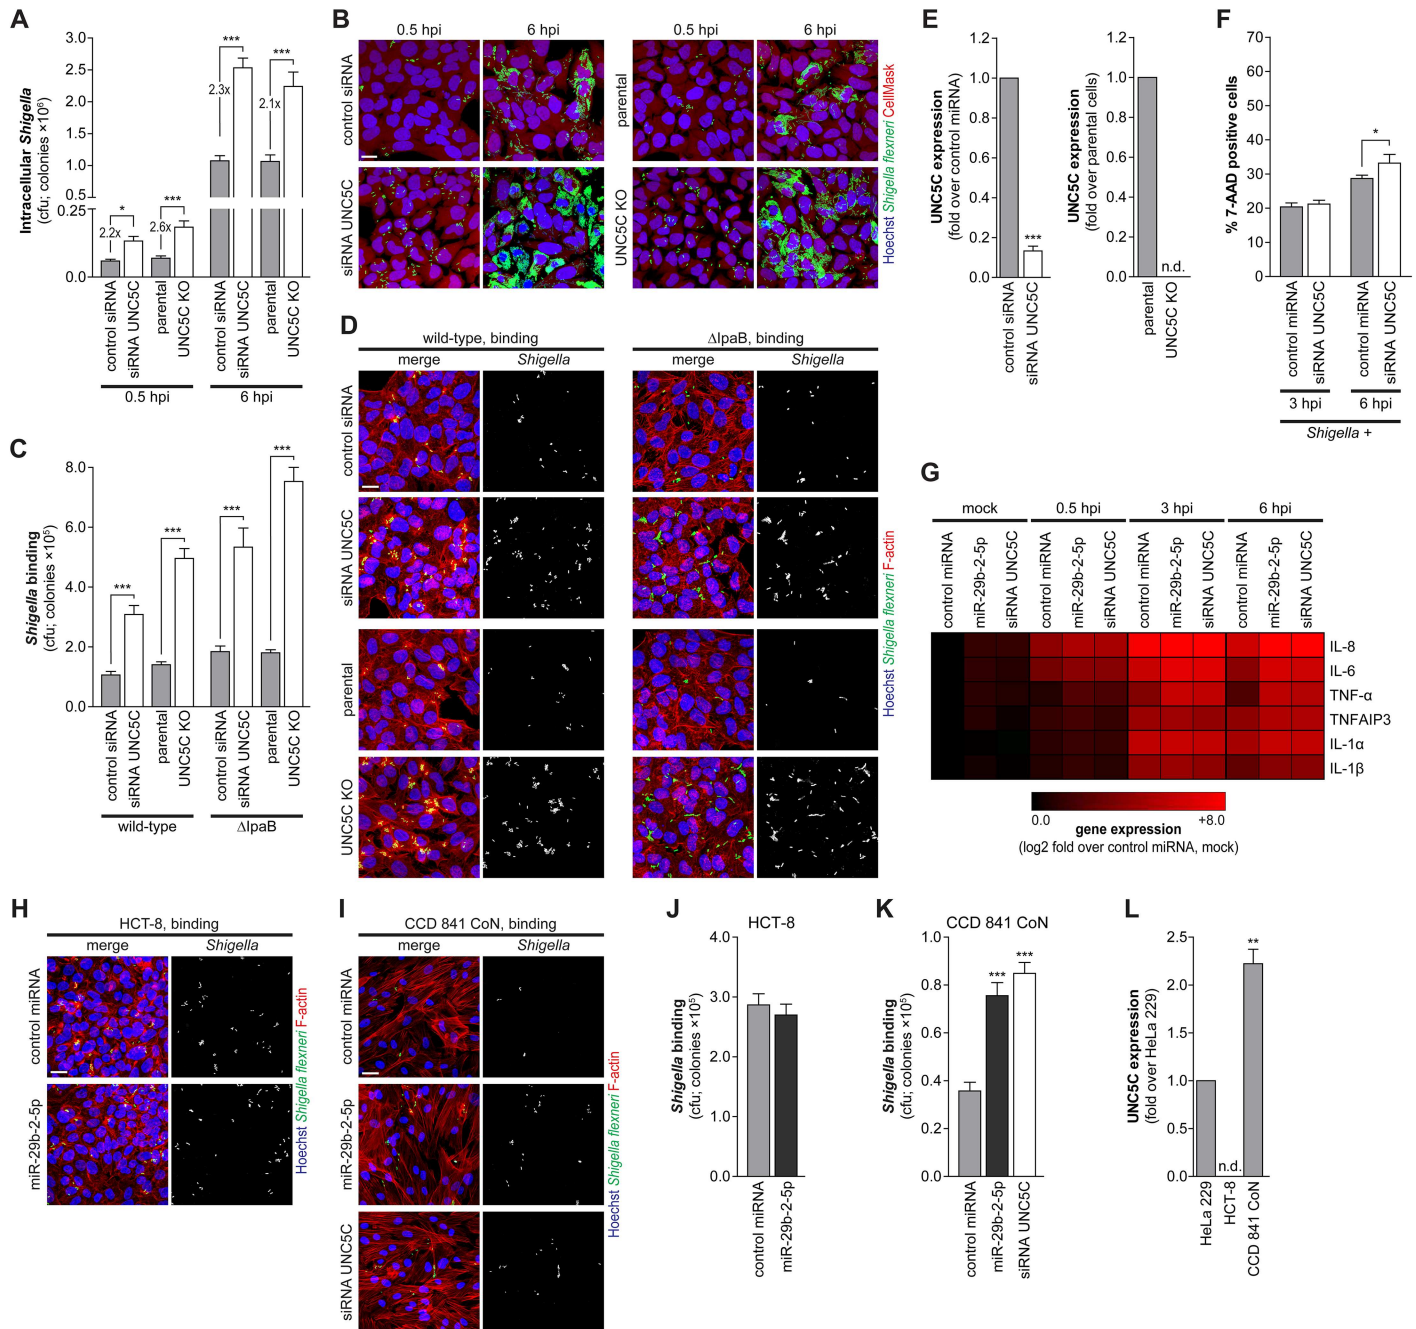 A
Intracellular Shigella
(cfu; colonies ×10⁶)
3.0
2.5
2.0
1.5
1.0
0.5
0.25
0.0
2.2x
*
2.6x
***
2.3x
***
2.1x
***
control siRNA
siRNA UNC5C
parental
UNC5C KO
control siRNA
siRNA UNC5C
parental
UNC5C KO
0.5 hpi
6 hpi
B
0.5 hpi
6 hpi
0.5 hpi
6 hpi
control siRNA
siRNA UNC5C
parental
UNC5C KO
Hoechst Shigella flexneri CellMask
C
Shigella binding
(cfu; colonies ×10⁵)
8.0
6.0
4.0
2.0
0.0
***
***
***
***
control siRNA
siRNA UNC5C
parental
UNC5C KO
control siRNA
siRNA UNC5C
parental
UNC5C KO
wild-type
ΔIpaB
D
wild-type, binding
ΔIpaB, binding
merge
Shigella
merge
Shigella
control siRNA
siRNA UNC5C
parental
UNC5C KO
Hoechst Shigella flexneri F-actin
E
UNC5C expression
(fold over control miRNA)
1.2
1.0
0.8
0.6
0.4
0.2
0.0
***
control siRNA
siRNA UNC5C
UNC5C expression
(fold over parental cells)
1.2
1.0
0.8
0.6
0.4
0.2
0.0
n.d.
parental
UNC5C KO
F
% 7-AAD positive cells
70
60
50
40
30
20
10
0
*
control miRNA
siRNA UNC5C
control miRNA
siRNA UNC5C
3 hpi
6 hpi
Shigella +
G
mock
0.5 hpi
3 hpi
6 hpi
control miRNA
miR-29b-2-5p
siRNA UNC5C
control miRNA
miR-29b-2-5p
siRNA UNC5C
control miRNA
miR-29b-2-5p
siRNA UNC5C
control miRNA
miR-29b-2-5p
siRNA UNC5C
IL-8
IL-6
TNF-α
TNFAIP3
IL-1α
IL-1β
0.0
+8.0
gene expression
(log2 fold over control miRNA, mock)
H
HCT-8, binding
merge
Shigella
control miRNA
miR-29b-2-5p
Hoechst Shigella flexneri F-actin
I
CCD 841 CoN, binding
merge
Shigella
control miRNA
miR-29b-2-5p
siRNA UNC5C
Hoechst Shigella flexneri F-actin
J
HCT-8
Shigella binding
(cfu; colonies ×10⁵)
4.0
3.0
2.0
1.0
0.0
control miRNA
miR-29b-2-5p
K
CCD 841 CoN
Shigella binding
(cfu; colonies ×10⁵)
1.0
0.8
0.6
0.4
0.2
0.0
***
***
control miRNA
miR-29b-2-5p
siRNA UNC5C
L
UNC5C expression
(fold over HeLa 229)
2.5
2.0
1.5
1.0
0.5
0.0
n.d.
**
HeLa 229
HCT-8
CCD 841 CoN